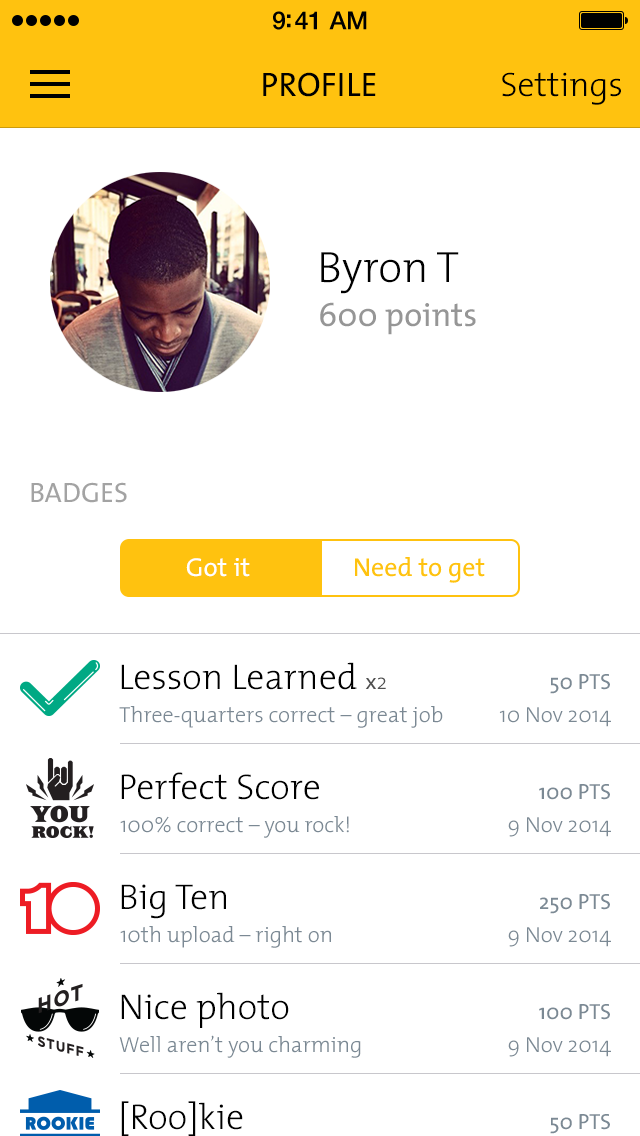 9:41 AM
PROFILE
Settings
Byron T
600 points
BADGES
Got it
Need to get
Lesson Learned x2
50 PTS
Three-quarters correct – great job
10 Nov 2014
YOU
ROCK!
Perfect Score
100 PTS
100% correct – you rock!
9 Nov 2014
10
Big Ten
250 PTS
10th upload – right on
9 Nov 2014
HOT
STUFF
Nice photo
100 PTS
Well aren't you charming
9 Nov 2014
ROOKIE
[Roo]kie
50 PTS